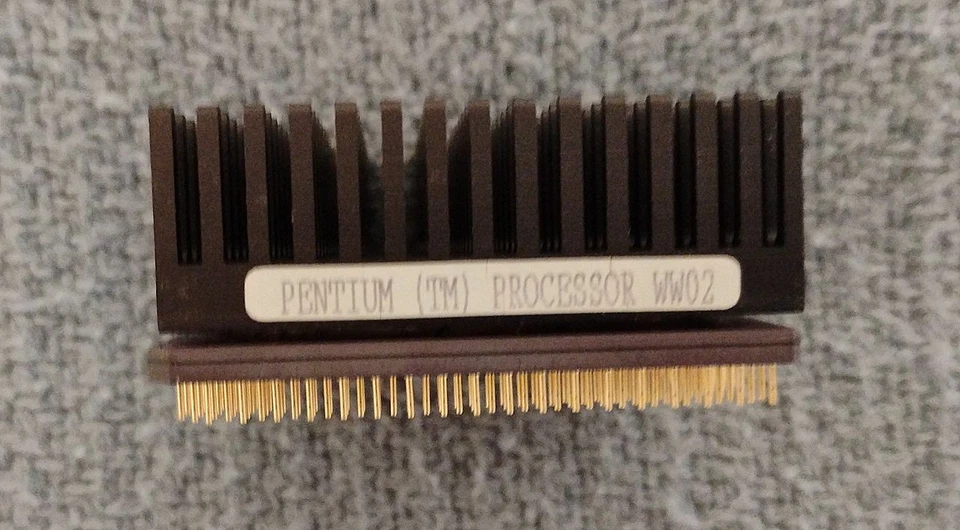 PENTIUM (TM) PROCESSOR WW02